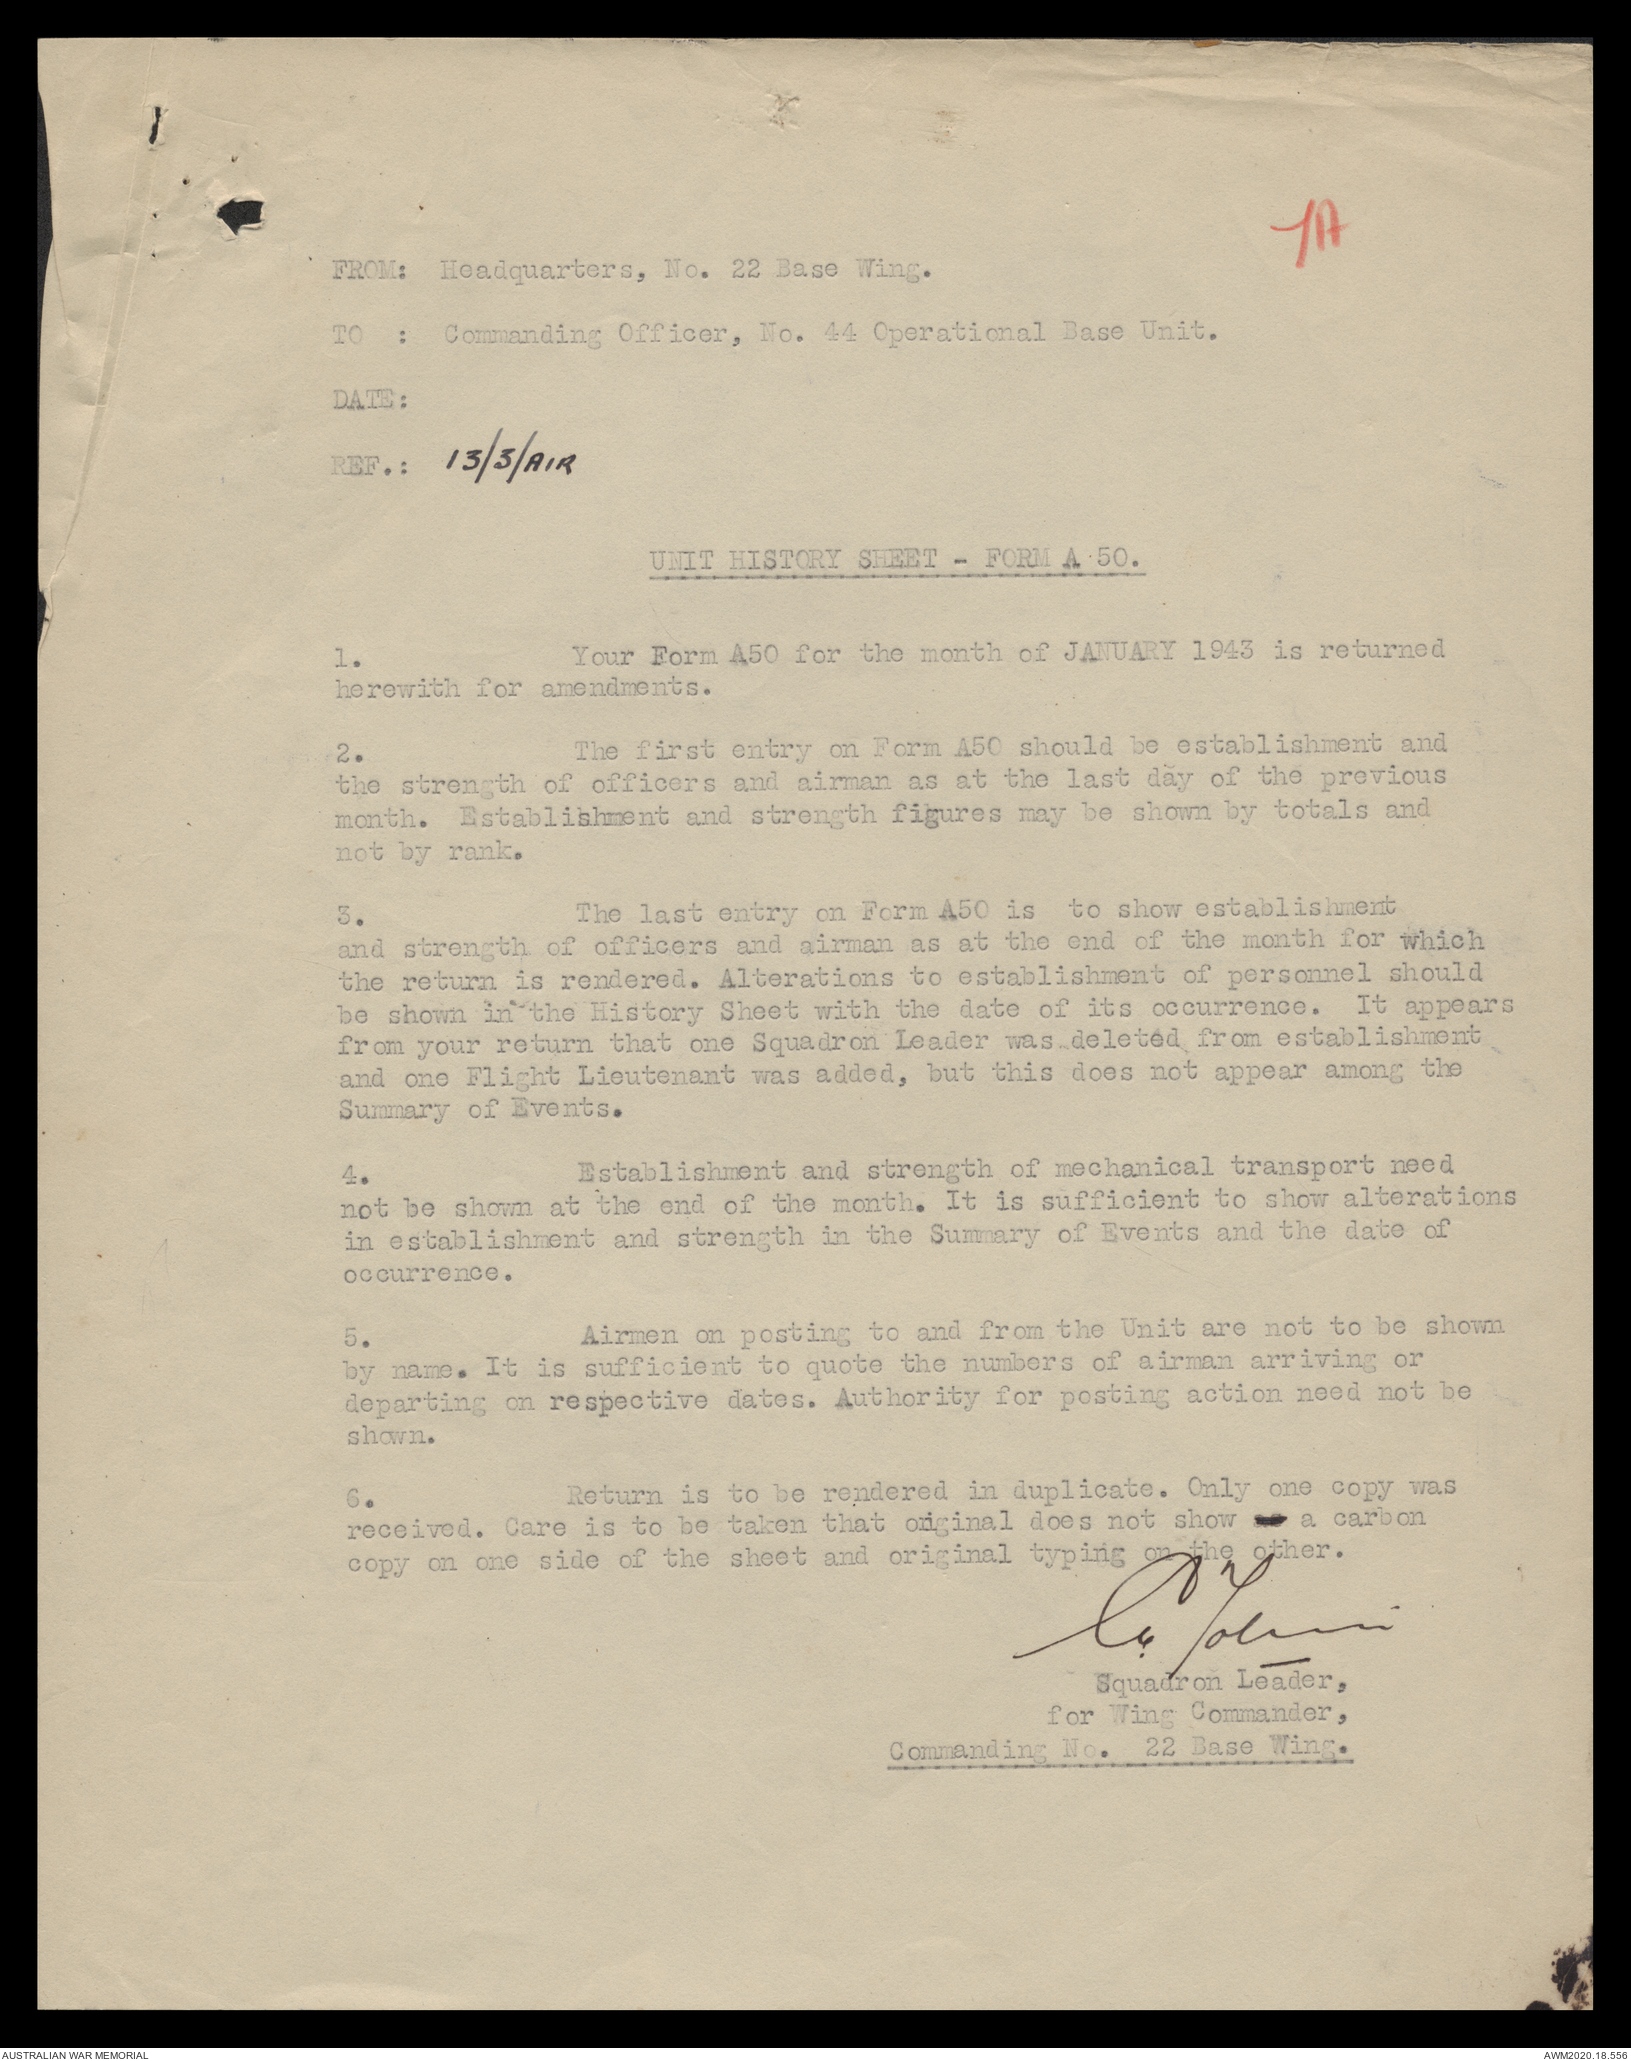 1A
FROM: Headquarters, No. 22 Base Wing.
TO : Commanding Officer, No. 44 Operational Base Unit.
DATE:
REF.: 13/3/AIR
UNIT HISTORY SHEET - FORM A 50.
1. Your Form A50 for the month of JANUARY 1943 is returned
herewith for amendments.
2. The first entry on Form A50 should be establishment and
the strength of officers and airman as at the last day of the previous
month. Establishment and strength figures may be shown by totals and
not by rank.
3. The last entry on Form A50 is to show establishment
and strength of officers and airman as at the end of the month for which
the return is rendered. Alterations to establishment of personnel should
be shown in the History Sheet with the date of its occurrence. It appears
from your return that one Squadron Leader was deleted from establishment
and one Flight Lieutenant was added, but this does not appear among the
Summary of Events.
4. Establishment and strength of mechanical transport need
not be shown at the end of the month. It is sufficient to show alterations
in establishment and strength in the Summary of Events and the date of
occurrence.
5. Airmen on posting to and from the Unit are not to be shown
by name. It is sufficient to quote the numbers of airman arriving or
departing on respective dates. Authority for posting action need not be
shown.
6. Return is to be rendered in duplicate. Only one copy was
received. Care is to be taken that original does not show a carbon
copy on one side of the sheet and original typing on the other.
Squadron Leader,
for Wing Commander,
Commanding No. 22 Base Wing.
AUSTRALIAN WAR MEMORIAL
AWM2020.18.556